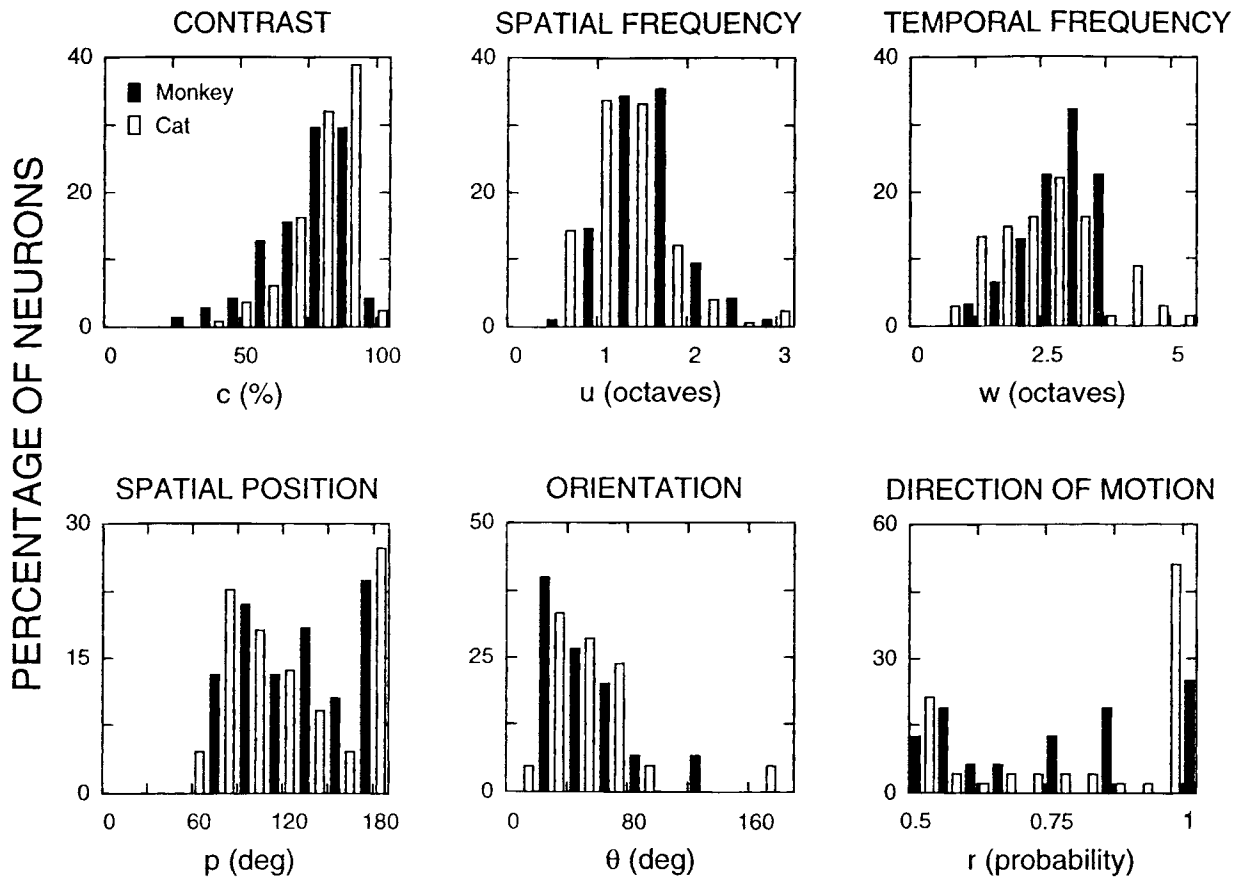 PERCENTAGE OF NEURONS
CONTRAST
40
20
0
Monkey
Cat
0 50 100
c (%)
SPATIAL FREQUENCY
40
20
0
0 1 2 3
u (octaves)
TEMPORAL FREQUENCY
40
20
0
0 2.5 5
w (octaves)
SPATIAL POSITION
30
15
0
0 60 120 180
p (deg)
ORIENTATION
50
25
0
0 80 160
θ (deg)
DIRECTION OF MOTION
60
30
0
0.5 0.75 1
r (probability)